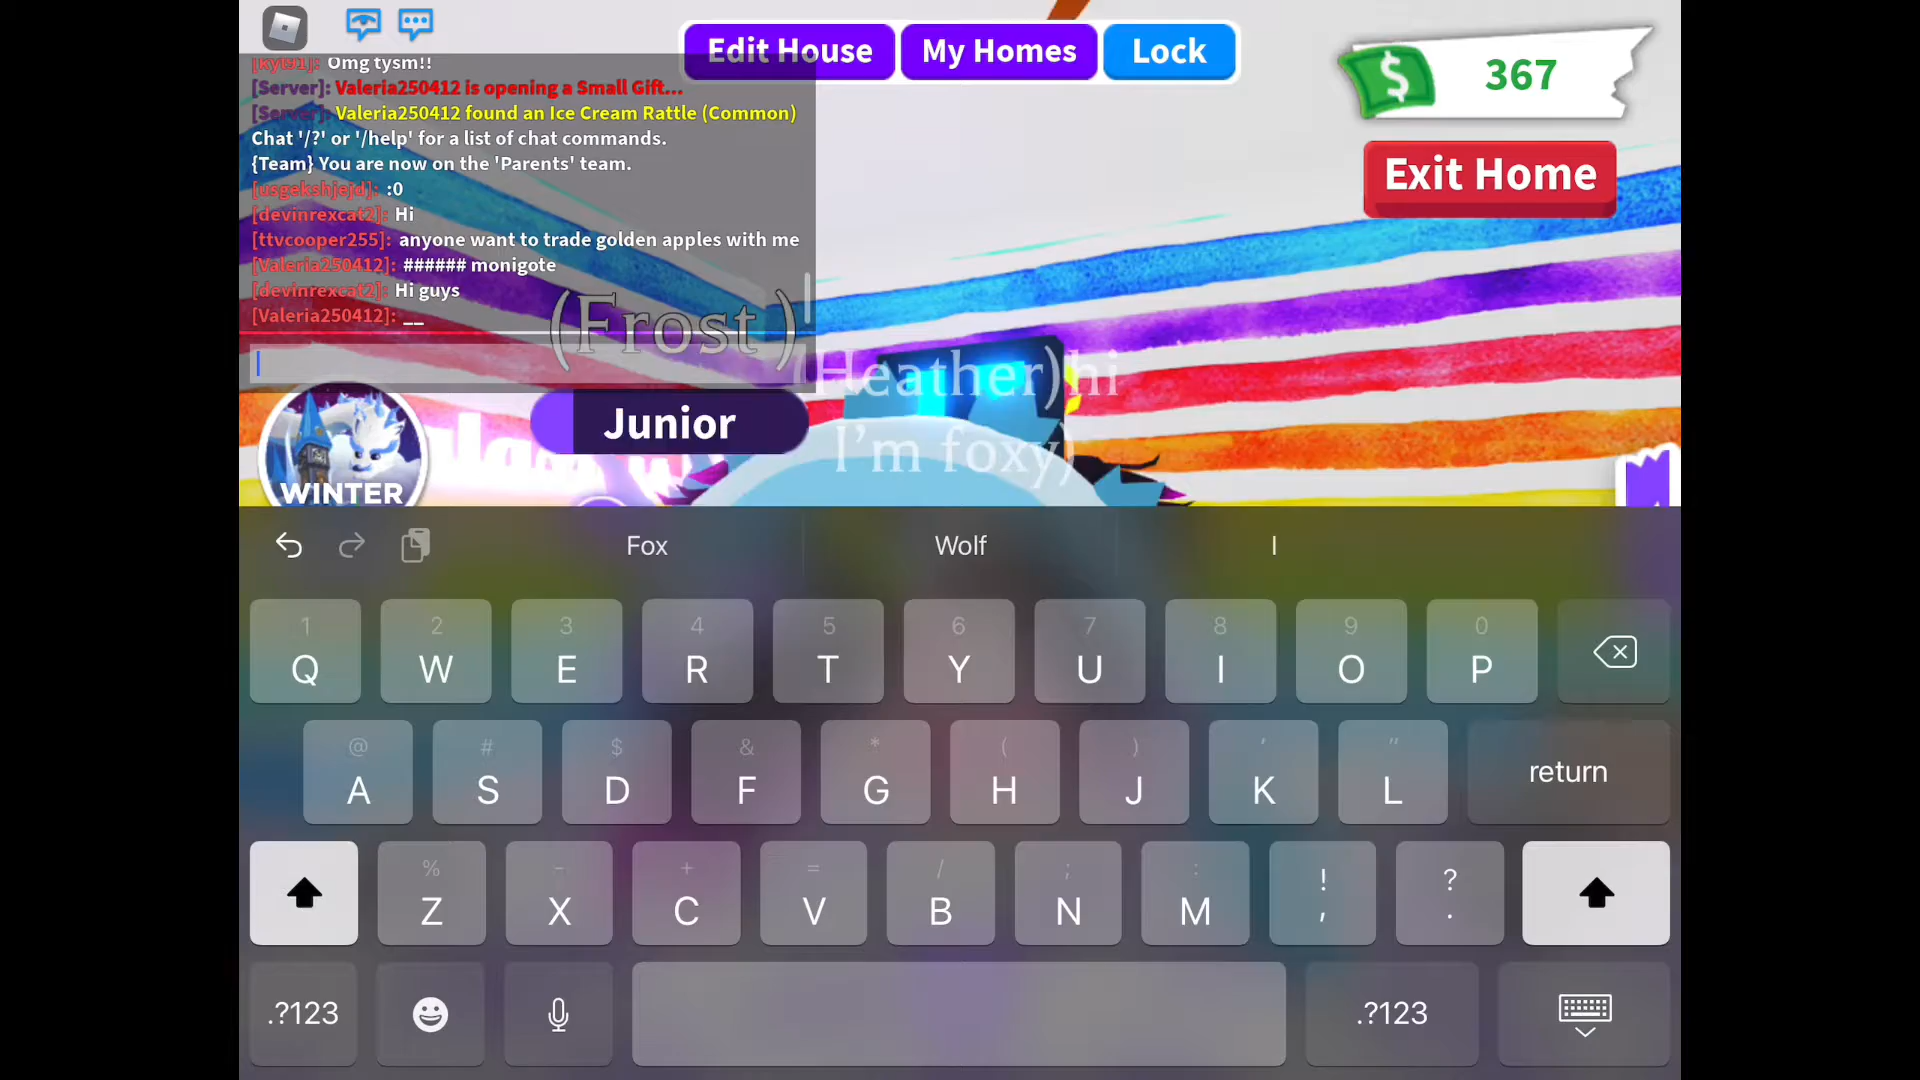 Edit House
My Homes
Lock
367
Exit Home
[kyt911]: Omg tysm!!
[Server]: Valeria250412 is opening a Small Gift...
[Server]: Valeria250412 found an Ice Cream Rattle (Common)
Chat '/?' or '/help' for a list of chat commands.
{Team} You are now on the 'Parents' team.
[usgekshjejd]: :0
[devinrexcat2]: Hi
[ttvcooper255]: anyone want to trade golden apples with me
[Valeria250412]: ###### monigote
[devinrexcat2]: Hi guys
[Valeria250412]: __
(Frost )
(Heather)hi
I'm foxy)
Junior
WINTER
Fox
Wolf
I
1 2 3 4 5 6 7 8 9 0
Q W E R T Y U I O P
@ # $ & * ( ) ' "
A S D F G H J K L return
% - + = / ; : ! ?
Z X C V B N M , .
.?123
.?123